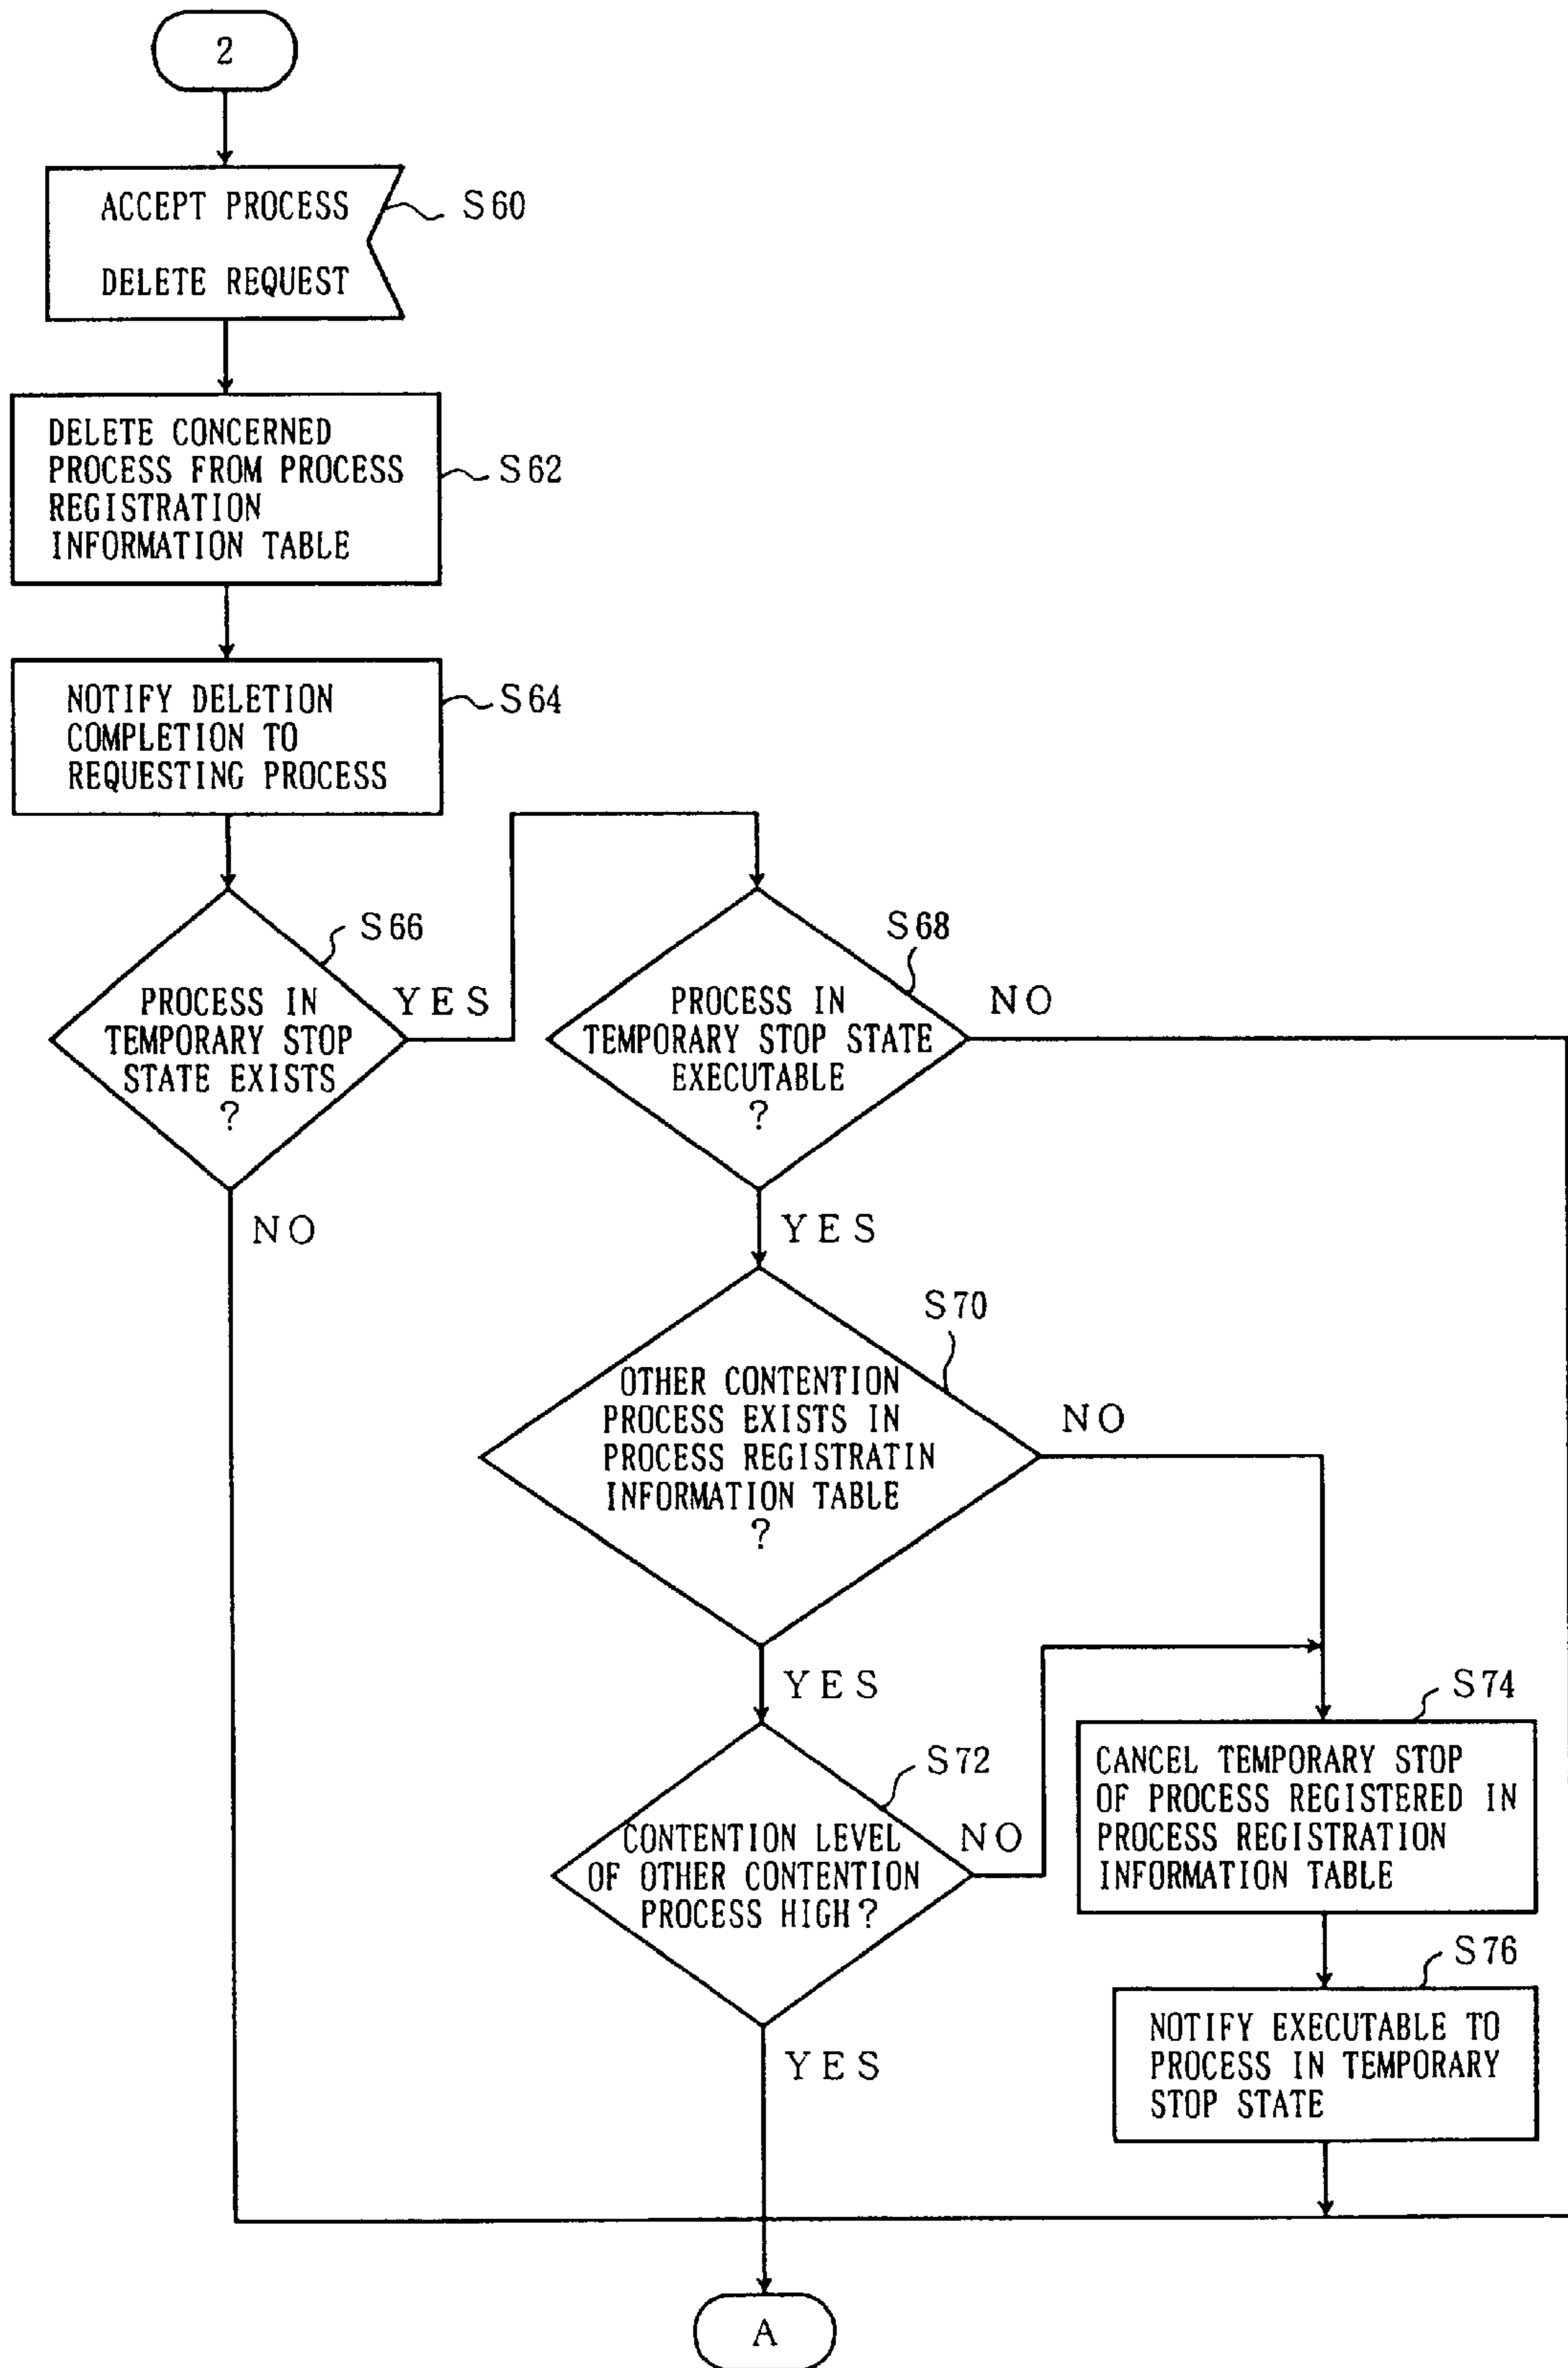 2
ACCEPT PROCESS
DELETE REQUEST
S60
DELETE CONCERNED
PROCESS FROM PROCESS
REGISTRATION
INFORMATION TABLE
S62
NOTIFY DELETION
COMPLETION TO
REQUESTING PROCESS
S64
S66
PROCESS IN
TEMPORARY STOP
STATE EXISTS
?
YES
NO
S68
PROCESS IN
TEMPORARY STOP STATE
EXECUTABLE
?
NO
YES
S70
OTHER CONTENTION
PROCESS EXISTS IN
PROCESS REGISTRATIN
INFORMATION TABLE
?
NO
YES
S72
CONTENTION LEVEL
OF OTHER CONTENTION
PROCESS HIGH?
NO
YES
S74
CANCEL TEMPORARY STOP
OF PROCESS REGISTERED IN
PROCESS REGISTRATION
INFORMATION TABLE
S76
NOTIFY EXECUTABLE TO
PROCESS IN TEMPORARY
STOP STATE
A